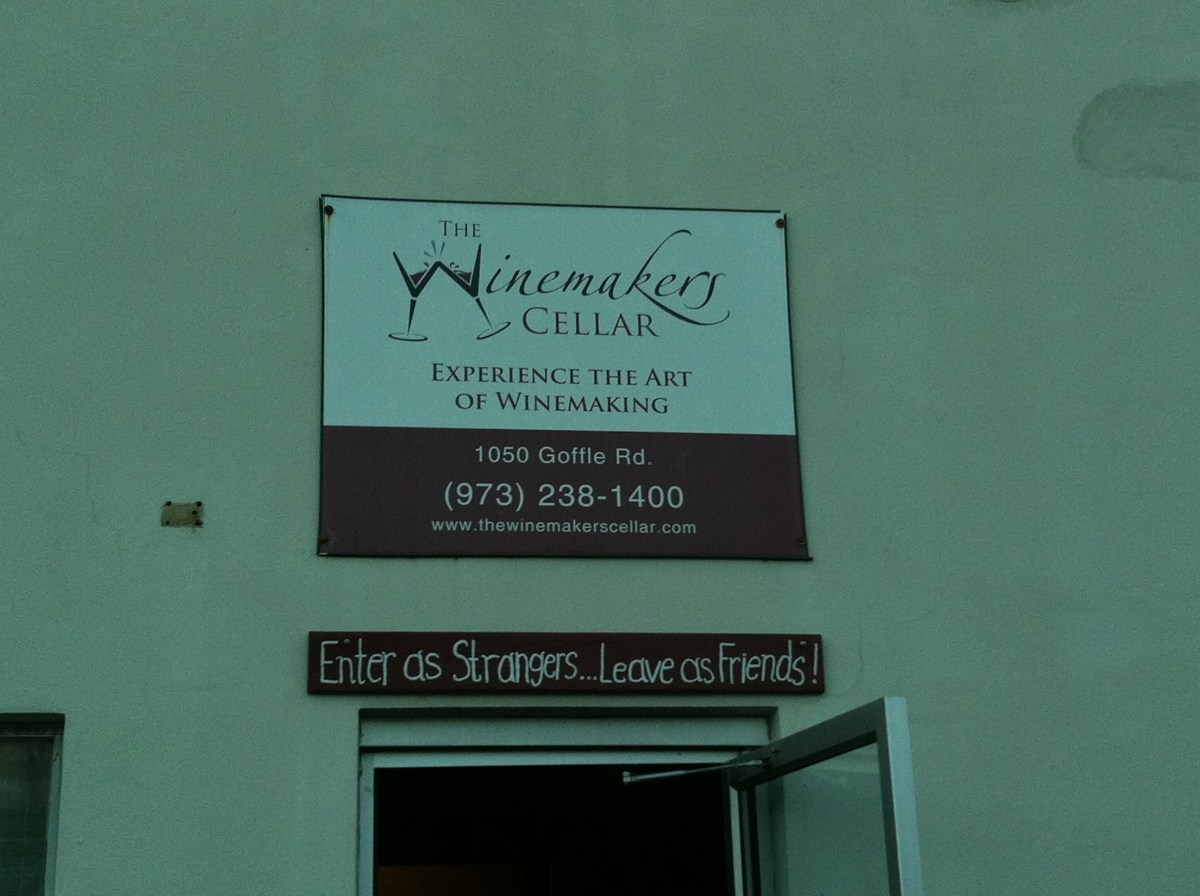 The
Winemakers
Cellar
Experience the Art
of Winemaking
1050 Goffle Rd.
(973) 238-1400
www.thewinemakerscellar.com
Enter as Strangers...Leave as Friends!